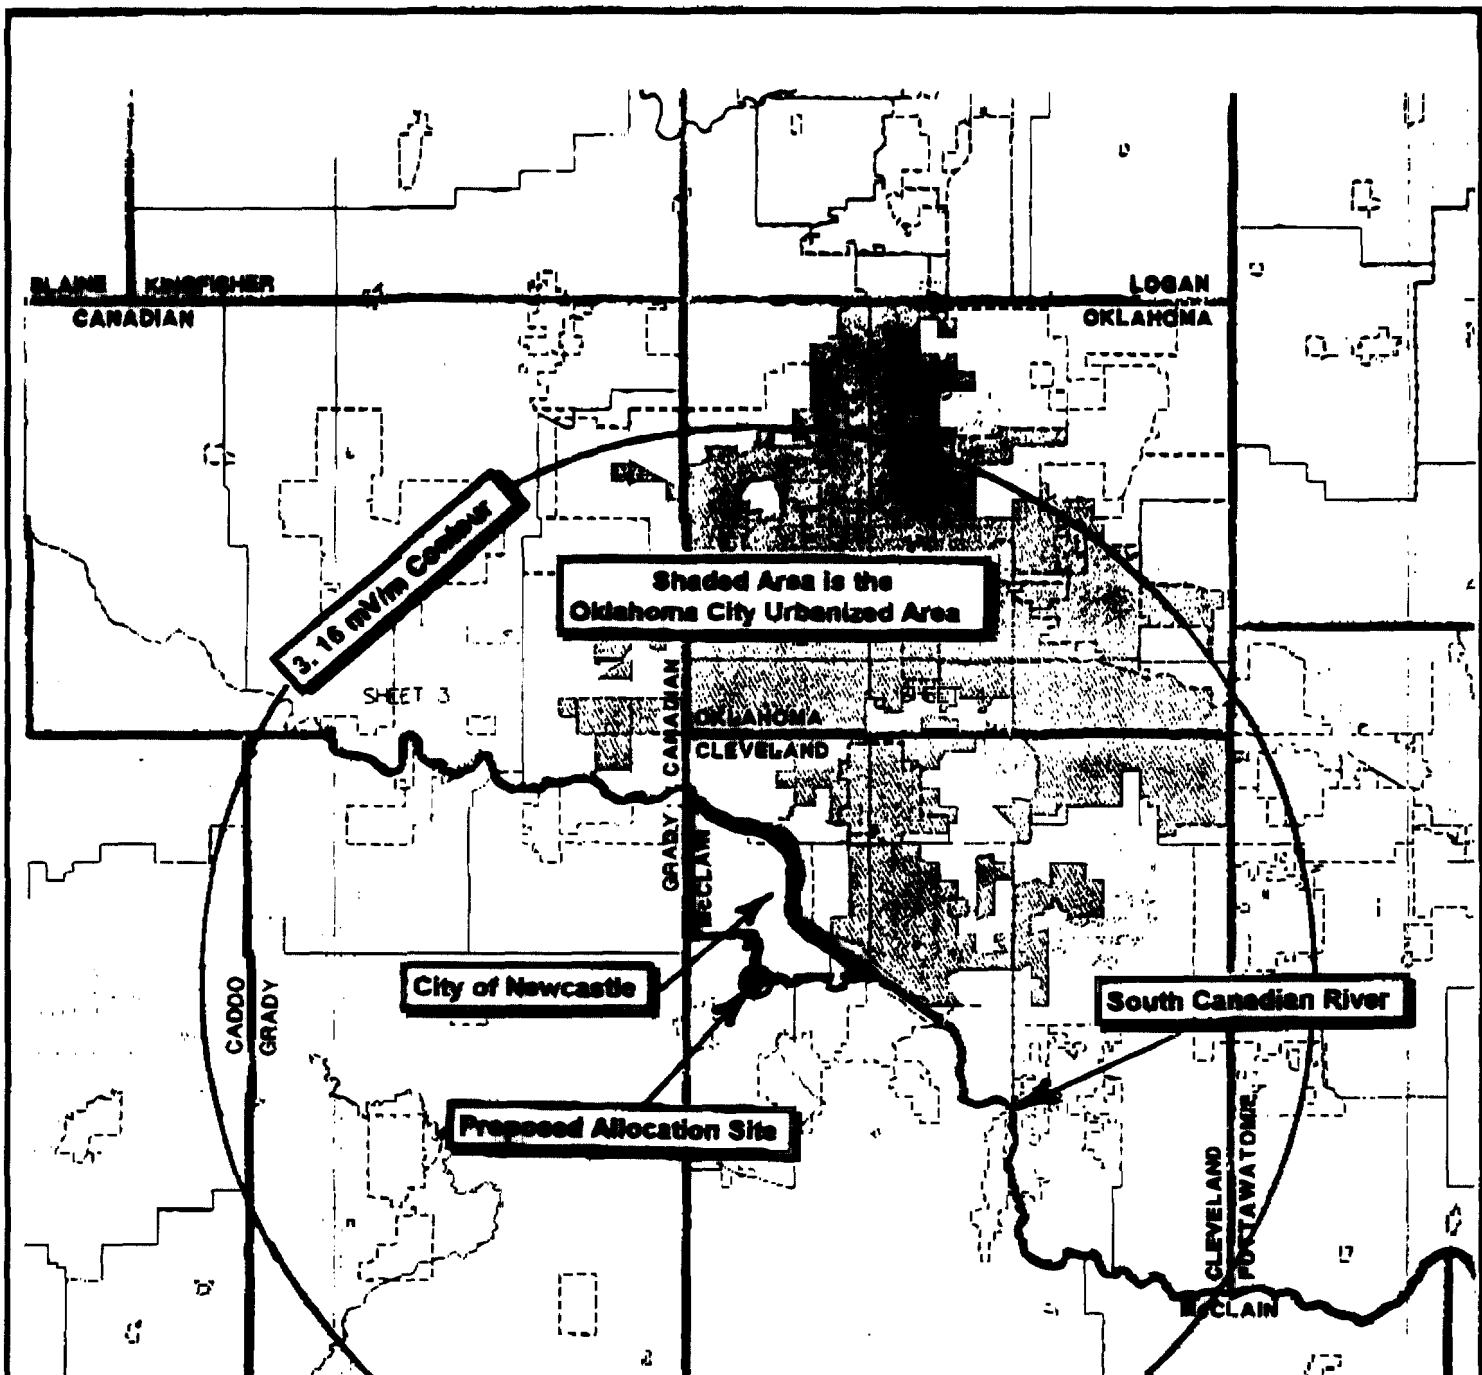 BLAINE
KINGFISHER
CANADIAN
LOGAN
OKLAHOMA
3.16 mV/m Contour
Shaded Area is the
Oklahoma City Urbanized Area
SHEET 3
CANADIAN
OKLAHOMA
CLEVELAND
GRADY
McCLAIN
City of Newcastle
South Canadian River
CADDO
GRADY
Proposed Allocation Site
CLEVELAND
POTTAWATOMIE
McCLAIN